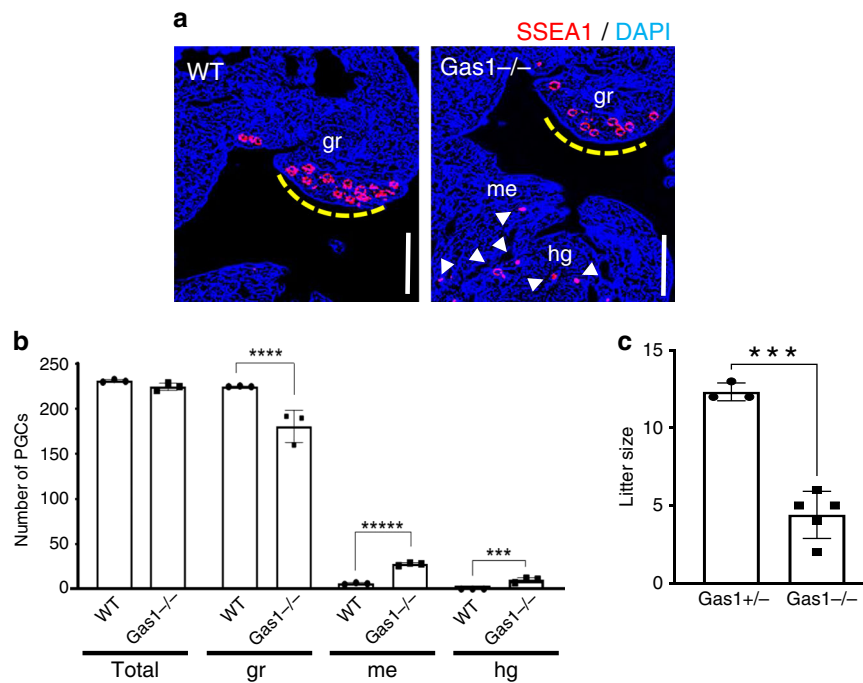 a
SSEA1 / DAPI
WT
gr
Gas1–/–
gr
me
hg
b
Number of PGCs
250
200
150
100
50
0
****
*****
***
WT
Gas1–/–
WT
Gas1–/–
WT
Gas1–/–
WT
Gas1–/–
Total
gr
me
hg
c
Litter size
15
10
5
0
***
Gas1+/–
Gas1–/–